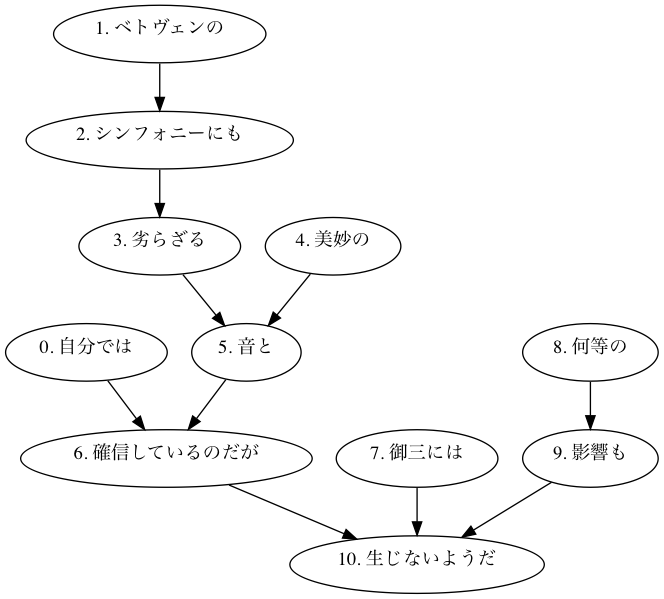 1. ベトヴェンの
2. シンフォニーにも
3. 劣らざる
4. 美妙の
0. 自分では
5. 音と
8. 何等の
6. 確信しているのだが
7. 御三には
9. 影響も
10. 生じないようだ